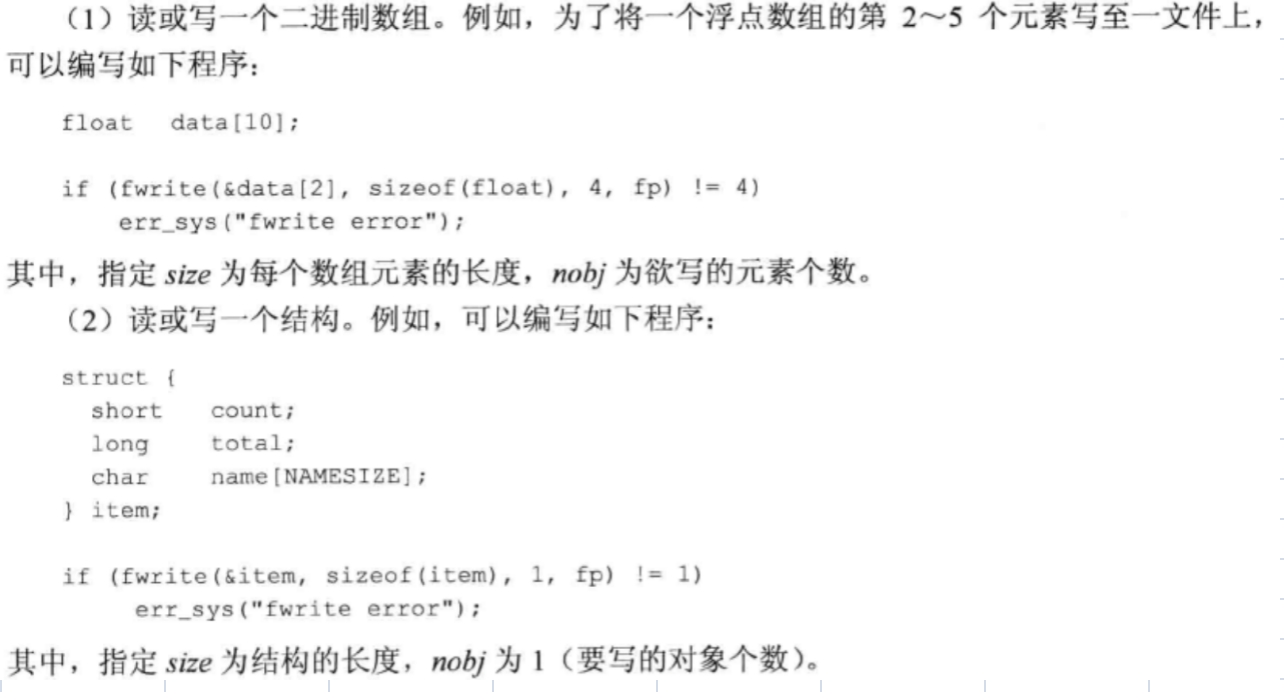 （1）读或写一个二进制数组。例如，为了将一个浮点数组的第 2～5 个元素写至一文件上，
可以编写如下程序：
float   data[10];
if (fwrite(&data[2], sizeof(float), 4, fp) != 4)
    err_sys("fwrite error");
其中，指定 size 为每个数组元素的长度，nobj 为欲写的元素个数。
（2）读或写一个结构。例如，可以编写如下程序：
struct {
  short   count;
  long    total;
  char    name[NAMESIZE];
} item;
if (fwrite(&item, sizeof(item), 1, fp) != 1)
     err_sys("fwrite error");
其中，指定 size 为结构的长度，nobj 为 1（要写的对象个数）。